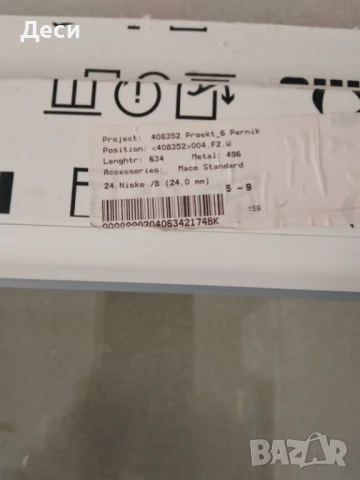 Деси
Project: 408352 Proekt_6 Pernik
Position: <408352>004.F2.W
Lenghtr: 634 Metal: 496
Accessories: Maco Standard
24.Nisko /B (24,0 mm) 5 - 9
159
BAZAR